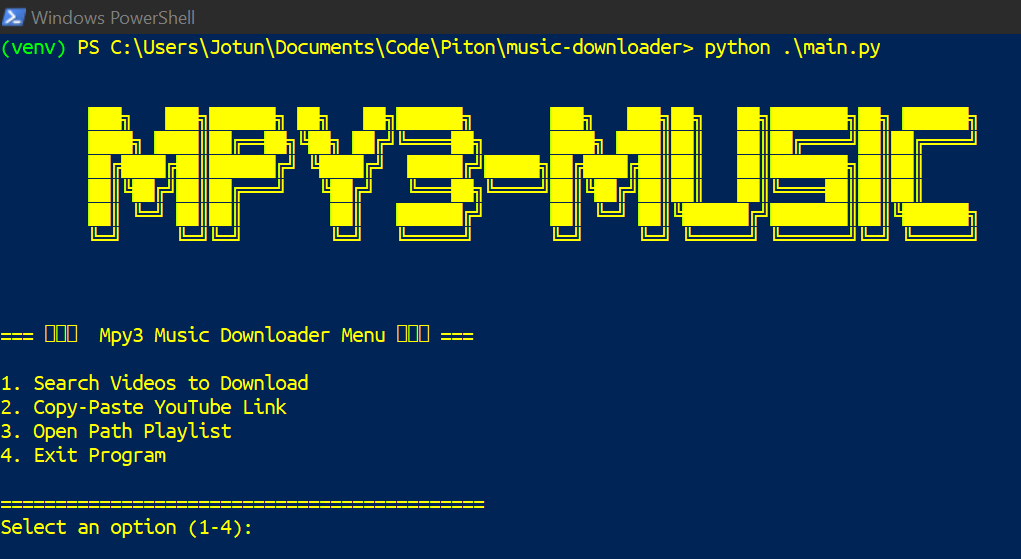 Windows PowerShell
(venv) PS C:\Users\Jotun\Documents\Code\Piton\music-downloader> python .\main.py
MPY3-MUSIC
=== 　　　 Mpy3 Music Downloader Menu 　　　 ===
1. Search Videos to Download
2. Copy-Paste YouTube Link
3. Open Path Playlist
4. Exit Program
============================================
Select an option (1-4):